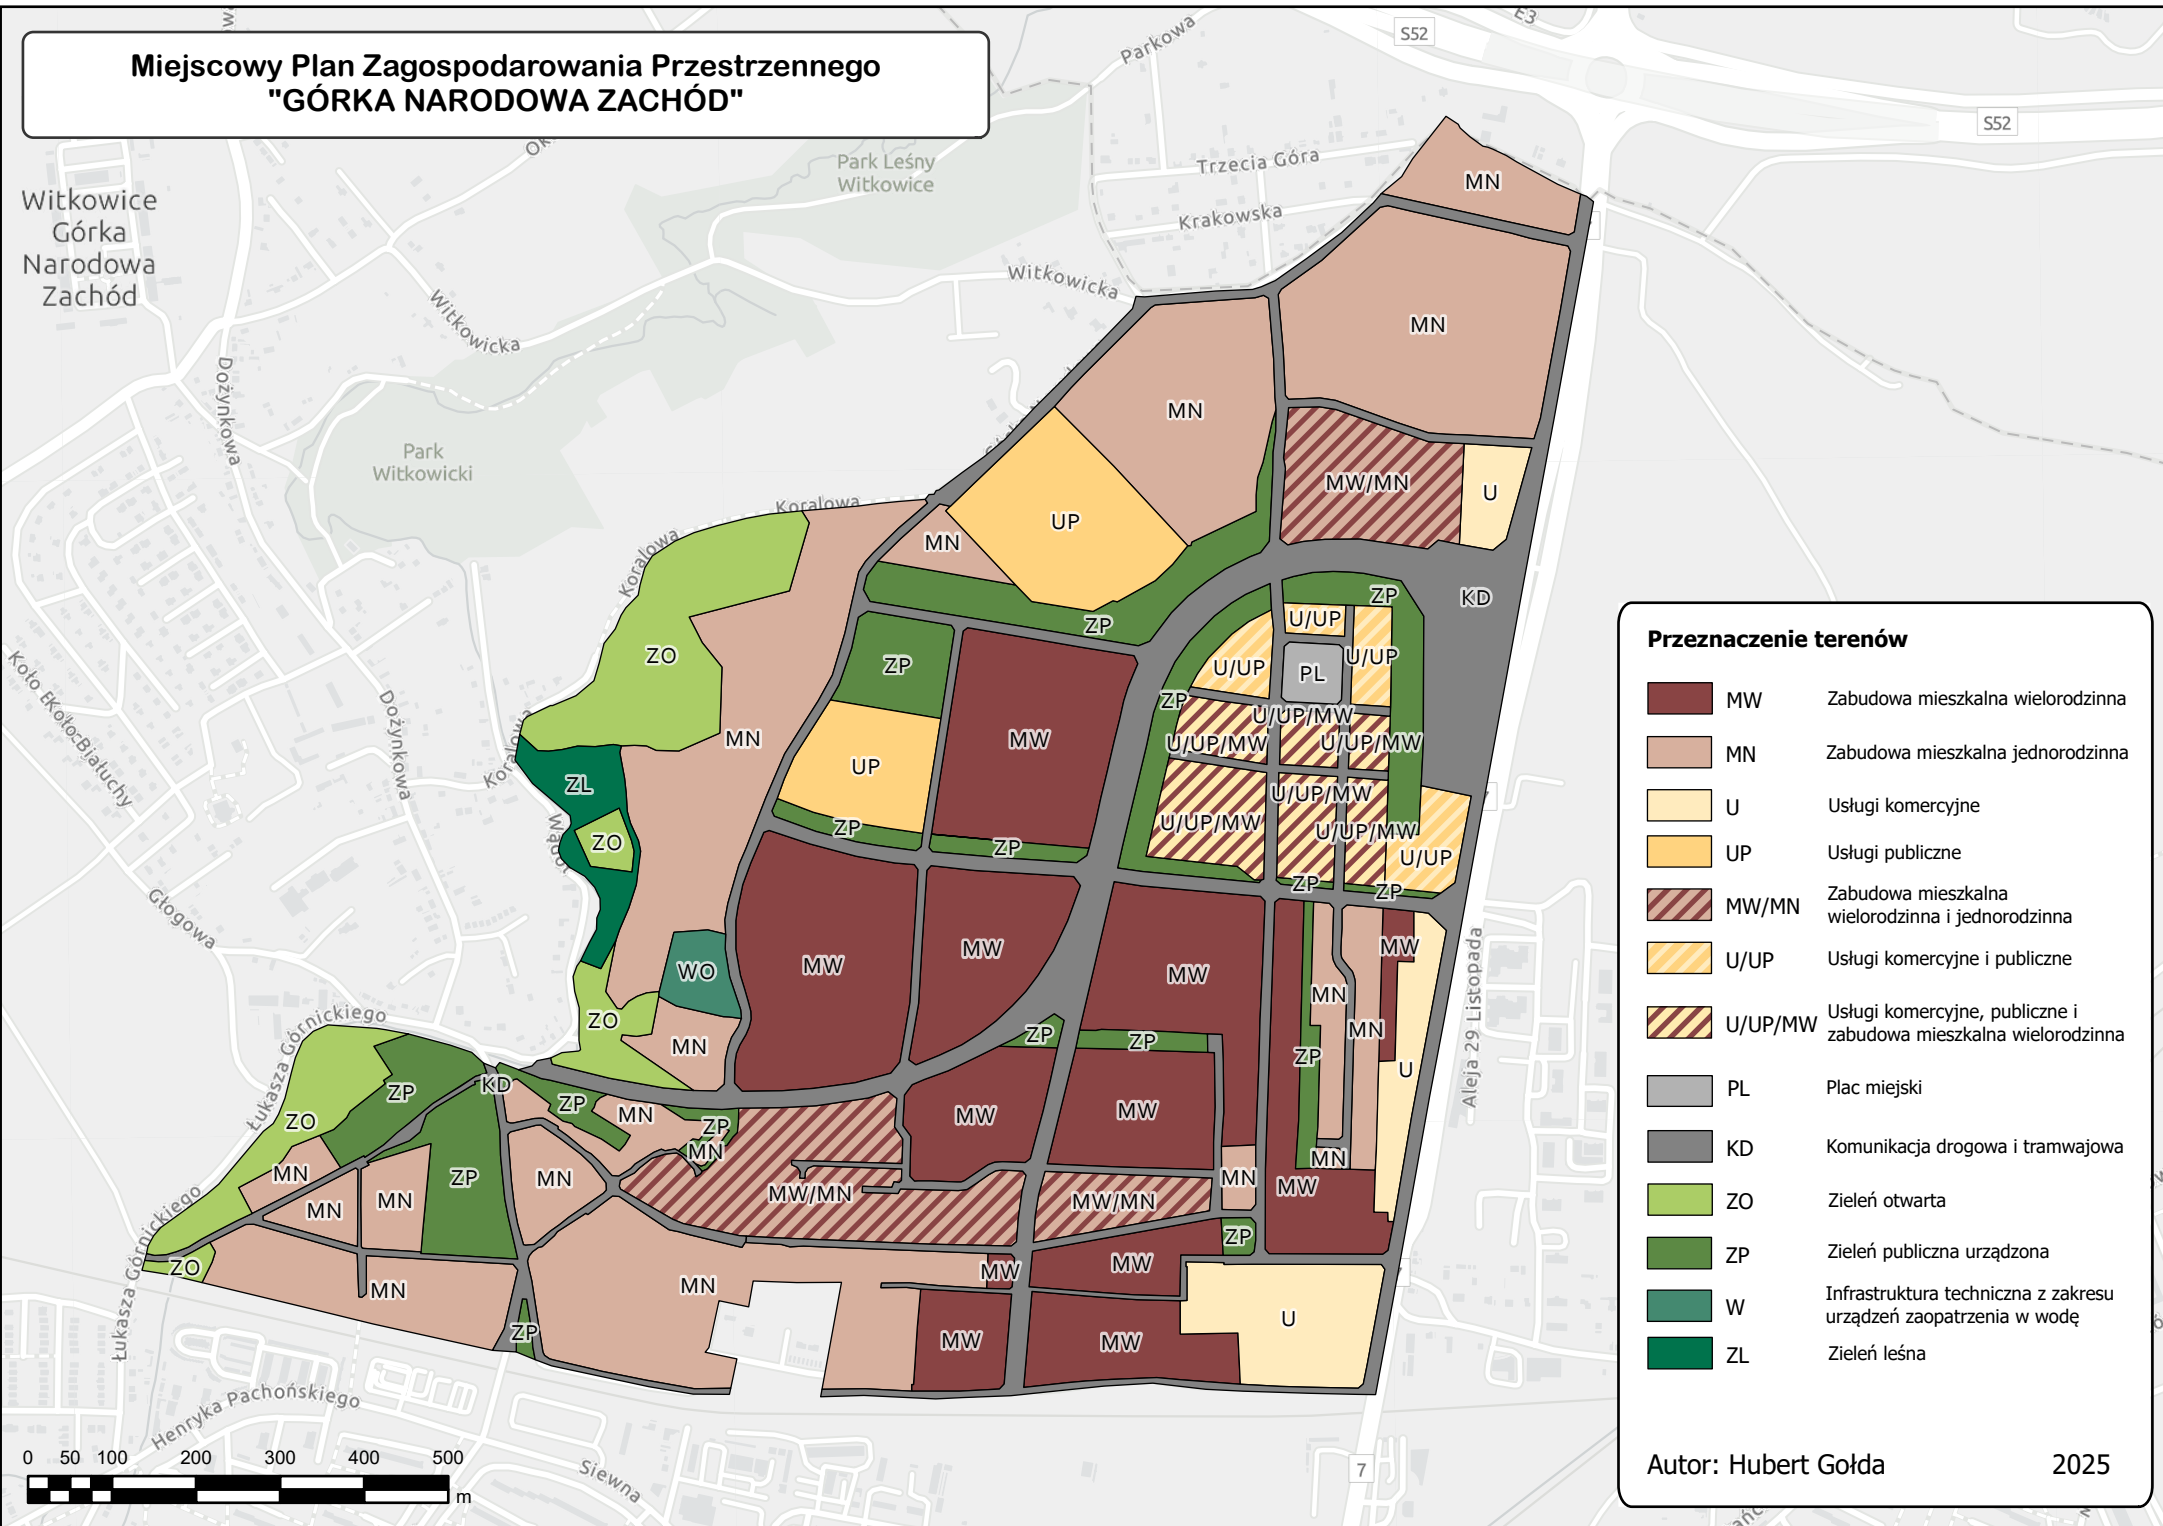 Miejscowy Plan Zagospodarowania Przestrzennego
"GÓRKA NARODOWA ZACHÓD"
Witkowice
Górka
Narodowa
Zachód
Park Leśny
Witkowice
Park
Witkowicki
Parkowa
Trzecia Góra
Krakowska
Witkowicka
Witkowicka
Dożynkowa
Dożynkowa
Koralowa
Koralowa
Głogowa
Łukasza Górnickiego
Łukasza Górnickiego
Łukasza Górnickiego
Henryka Pachońskiego
Siewna
Aleja 29 Listopada
S52
S52
E3
7
MN
MN
MN
MW/MN
U
UP
MN
KD
ZP
U/UP
U/UP
U/UP
PL
ZP
ZP
ZO
ZP
MW
MN
UP
ZP
U/UP/MW
U/UP/MW
U/UP/MW
U/UP/MW
U/UP/MW
U/UP/MW
U/UP
ZL
ZO
ZP
ZP
ZP
ZP
MW
MW
MW
MW
WO
MN
MN
ZO
MN
ZP
ZP
ZP
U
KD
ZP
ZP
MN
ZP
MN
MW
MW
ZO
MN
MN
MN
ZP
MN
MW/MN
MW/MN
MN
MN
MW
ZO
MN
MN
MW
MW
ZP
ZP
MW
MW
U
0 50 100 200 300 400 500
m
Przeznaczenie terenów
MW Zabudowa mieszkalna wielorodzinna
MN Zabudowa mieszkalna jednorodzinna
U Usługi komercyjne
UP Usługi publiczne
MW/MN Zabudowa mieszkalna
wielorodzinna i jednorodzinna
U/UP Usługi komercyjne i publiczne
U/UP/MW Usługi komercyjne, publiczne i
zabudowa mieszkalna wielorodzinna
PL Plac miejski
KD Komunikacja drogowa i tramwajowa
ZO Zieleń otwarta
ZP Zieleń publiczna urządzona
W Infrastruktura techniczna z zakresu
urządzeń zaopatrzenia w wodę
ZL Zieleń leśna
Autor: Hubert Gołda 2025